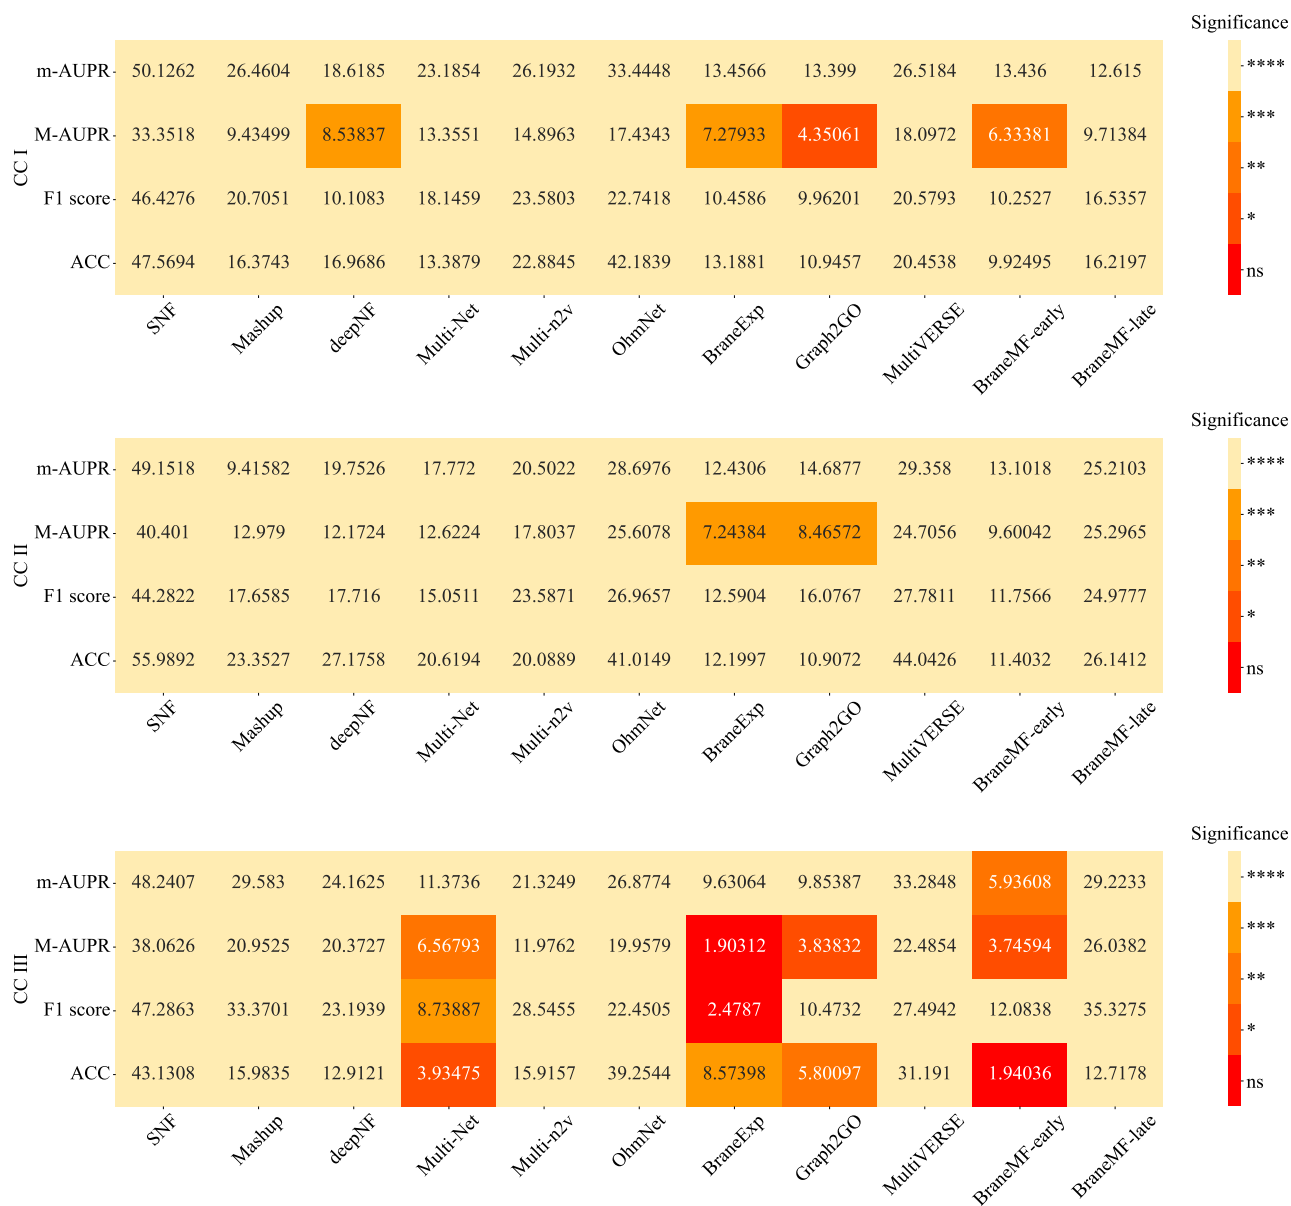 Significance
m-AUPR 50.1262 26.4604 18.6185 23.1854 26.1932 33.4448 13.4566 13.399 26.5184 13.436 12.615 ****
M-AUPR 33.3518 9.43499 8.53837 13.3551 14.8963 17.4343 7.27933 4.35061 18.0972 6.33381 9.71384 ***
CC I
**
F1 score 46.4276 20.7051 10.1083 18.1459 23.5803 22.7418 10.4586 9.96201 20.5793 10.2527 16.5357
*
ACC 47.5694 16.3743 16.9686 13.3879 22.8845 42.1839 13.1881 10.9457 20.4538 9.92495 16.2197
ns
SNF Mashup deepNF Multi-Net Multi-n2v OhmNet BraneExp Graph2GO MultiVERSE BraneMF-early BraneMF-late
Significance
m-AUPR 49.1518 9.41582 19.7526 17.772 20.5022 28.6976 12.4306 14.6877 29.358 13.1018 25.2103 ****
M-AUPR 40.401 12.979 12.1724 12.6224 17.8037 25.6078 7.24384 8.46572 24.7056 9.60042 25.2965 ***
CC II
**
F1 score 44.2822 17.6585 17.716 15.0511 23.5871 26.9657 12.5904 16.0767 27.7811 11.7566 24.9777
*
ACC 55.9892 23.3527 27.1758 20.6194 20.0889 41.0149 12.1997 10.9072 44.0426 11.4032 26.1412
ns
SNF Mashup deepNF Multi-Net Multi-n2v OhmNet BraneExp Graph2GO MultiVERSE BraneMF-early BraneMF-late
Significance
m-AUPR 48.2407 29.583 24.1625 11.3736 21.3249 26.8774 9.63064 9.85387 33.2848 5.93608 29.2233 ****
M-AUPR 38.0626 20.9525 20.3727 6.56793 11.9762 19.9579 1.90312 3.83832 22.4854 3.74594 26.0382 ***
CC III
**
F1 score 47.2863 33.3701 23.1939 8.73887 28.5455 22.4505 2.4787 10.4732 27.4942 12.0838 35.3275
*
ACC 43.1308 15.9835 12.9121 3.93475 15.9157 39.2544 8.57398 5.80097 31.191 1.94036 12.7178
ns
SNF Mashup deepNF Multi-Net Multi-n2v OhmNet BraneExp Graph2GO MultiVERSE BraneMF-early BraneMF-late